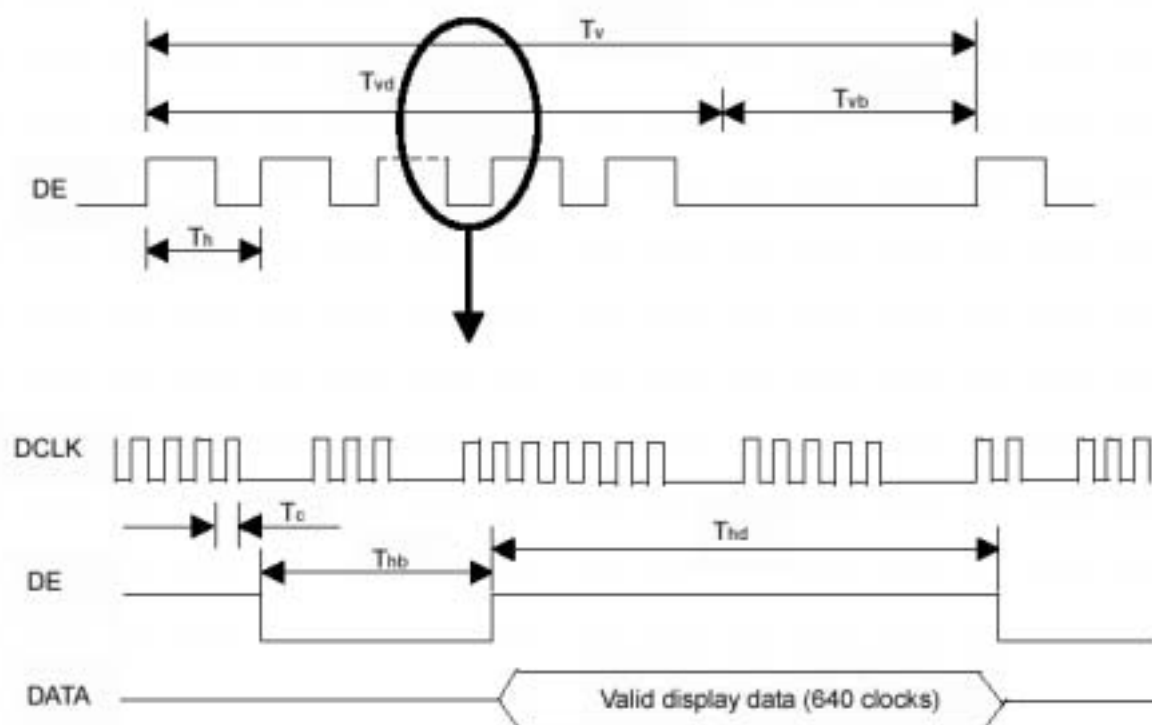 Tv
Tvd
Tvb
DE
Th
DCLK
Tc
Thd
Thb
DE
DATA
Valid display data (640 clocks)